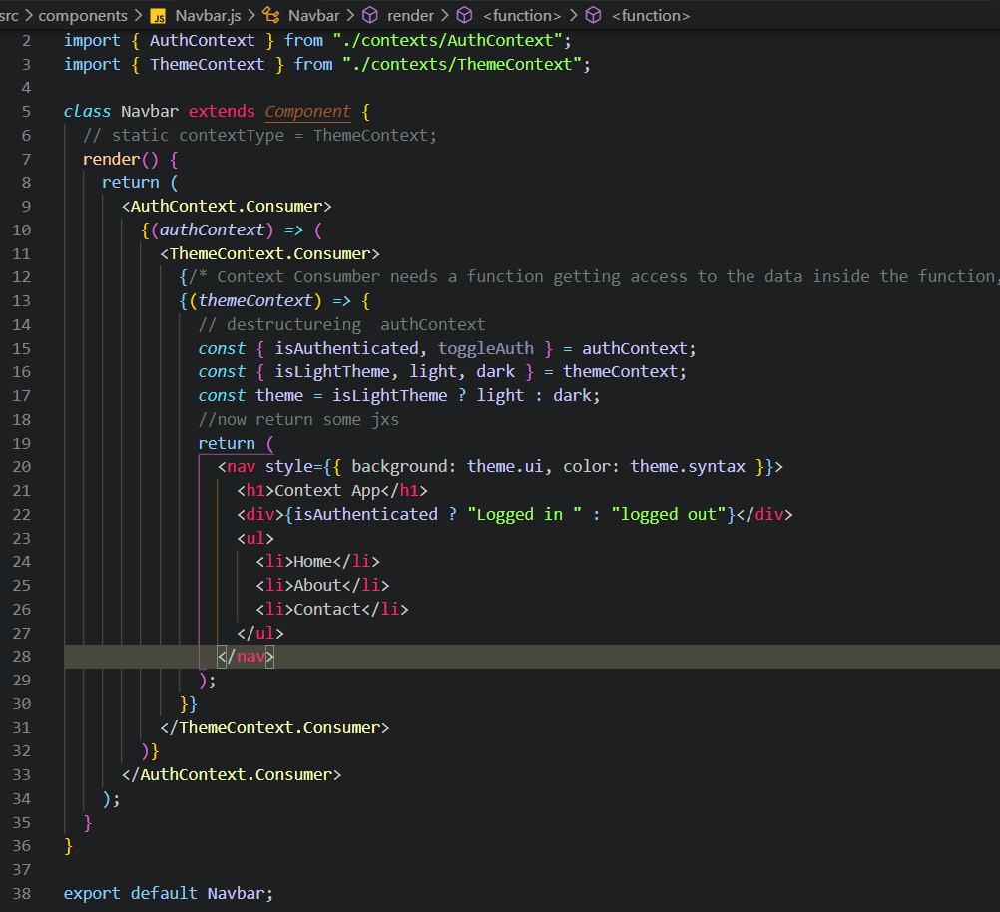 src > components > JS Navbar.js > Navbar > render > <function> > <function>
2 import { AuthContext } from "./contexts/AuthContext";
3 import { ThemeContext } from "./contexts/ThemeContext";
4
5 class Navbar extends Component {
6 // static contextType = ThemeContext;
7 render() {
8 return (
9 <AuthContext.Consumer>
10 {(authContext) => (
11 <ThemeContext.Consumer>
12 {/* Context Consumber needs a function getting access to the data inside the function,
13 {(themeContext) => {
14 // destructureing  authContext
15 const { isAuthenticated, toggleAuth } = authContext;
16 const { isLightTheme, light, dark } = themeContext;
17 const theme = isLightTheme ? light : dark;
18 //now return some jxs
19 return (
20 <nav style={{ background: theme.ui, color: theme.syntax }}>
21 <h1>Context App</h1>
22 <div>{isAuthenticated ? "Logged in " : "logged out"}</div>
23 <ul>
24 <li>Home</li>
25 <li>About</li>
26 <li>Contact</li>
27 </ul>
28 </nav>
29 );
30 }}
31 </ThemeContext.Consumer>
32 )}
33 </AuthContext.Consumer>
34 );
35 }
36 }
37
38 export default Navbar;